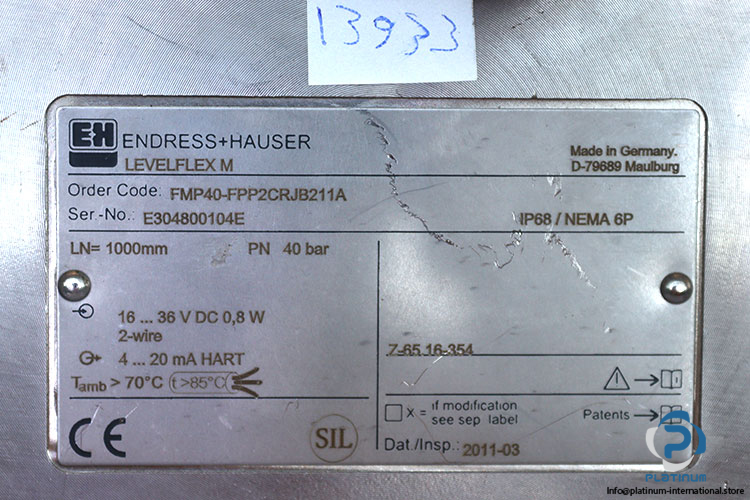 13933
E+H ENDRESS+HAUSER
LEVELFLEX M
Made in Germany.
D-79689 Maulburg
Order Code: FMP40-FPP2CRJB211A
Ser.-No.: E304800104E
IP68 / NEMA 6P
LN= 1000mm PN 40 bar
16 ... 36 V DC 0,8 W
2-wire
4 ... 20 mA HART
Tamb > 70°C t >85°C
Z-65.16-354
x = if modification
see sep. label
Patents
CE
SIL
Dat./Insp.: 2011-03
PLATINUM
Info@platinum-international.store